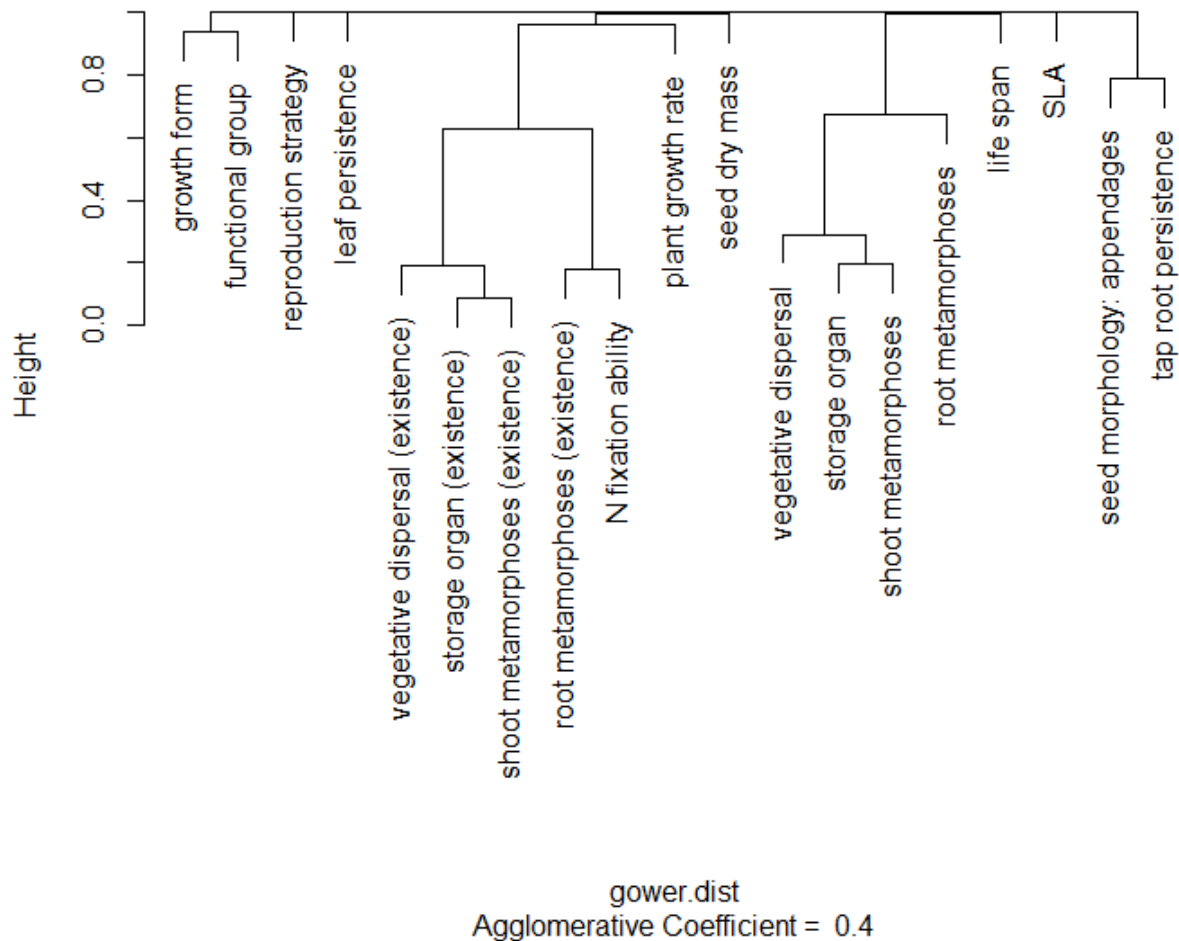 Height
0.0
0.4
0.8
growth form
functional group
reproduction strategy
leaf persistence
vegetative dispersal (existence)
storage organ (existence)
shoot metamorphoses (existence)
root metamorphoses (existence)
N fixation ability
plant growth rate
seed dry mass
vegetative dispersal
storage organ
shoot metamorphoses
root metamorphoses
life span
SLA
seed morphology: appendages
tap root persistence
gower.dist
Agglomerative Coefficient = 0.4